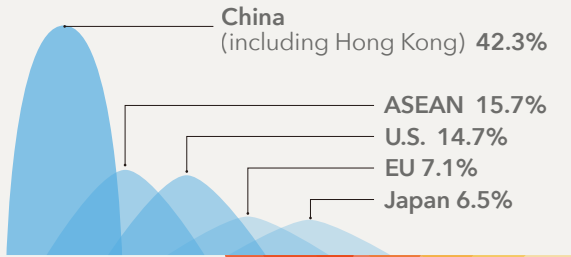 China
(including Hong Kong) 42.3%
ASEAN 15.7%
U.S. 14.7%
EU 7.1%
Japan 6.5%